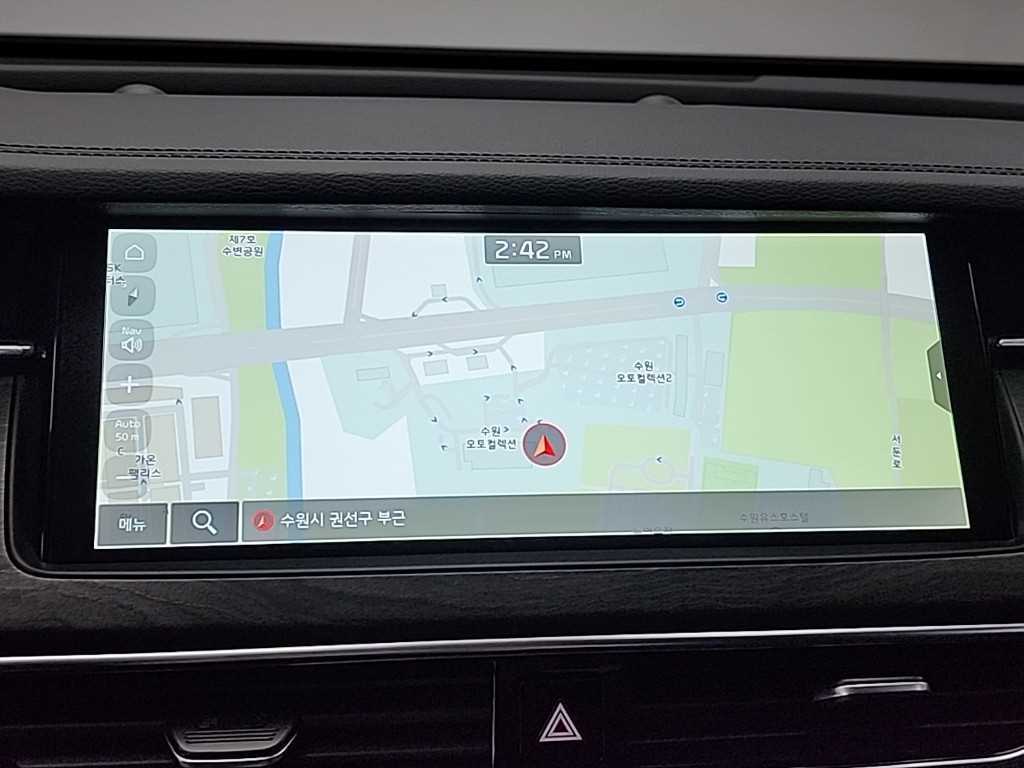 제7호
수변공원
2:42 PM
SK
Nav
수원
오토컬렉션2
Auto
50 m
수원
오토컬렉션
가온
팰리스
서둔로
메뉴
수원시 권선구 부근
수원유스호스텔